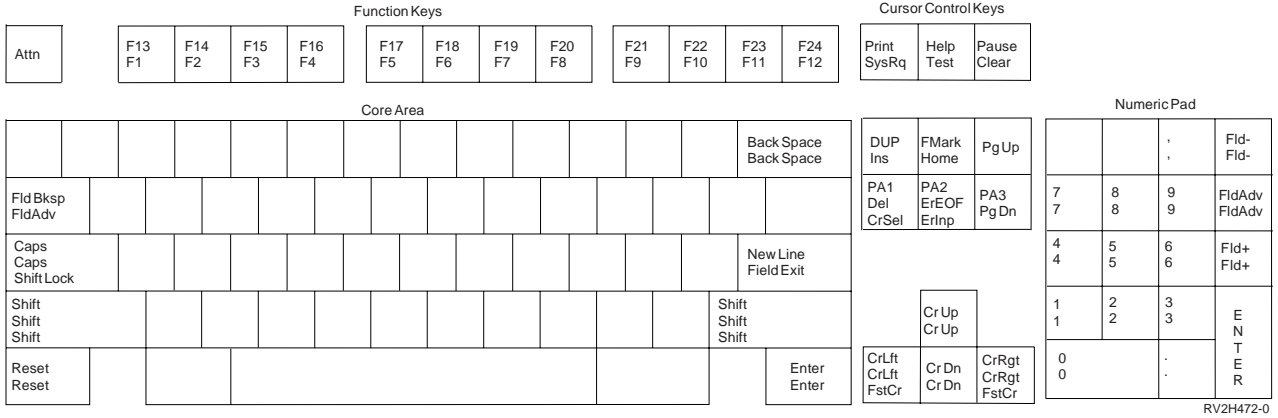 Function Keys
Cursor Control Keys
Attn
F13 F14 F15 F16 F17 F18 F19 F20 F21 F22 F23 F24
F1 F2 F3 F4 F5 F6 F7 F8 F9 F10 F11 F12
Print Help Pause
SysRq Test Clear
Core Area
Numeric Pad
Back Space
Back Space
DUP
Ins
FMark
Home
Pg Up
,
,
Fld-
Fld-
Fld Bksp
FldAdv
PA1
Del
CrSel
PA2
ErEOF
ErInp
PA3
Pg Dn
7
7
8
8
9
9
FldAdv
FldAdv
Caps
Caps
Shift Lock
New Line
Field Exit
4
4
5
5
6
6
Fld+
Fld+
Shift
Shift
Shift
Shift
Shift
Shift
Cr Up
Cr Up
1
1
2
2
3
3
E
N
T
E
R
Reset
Reset
Enter
Enter
CrLft
CrLft
FstCr
Cr Dn
Cr Dn
CrRgt
CrRgt
FstCr
0
0
.
.
RV2H472-0